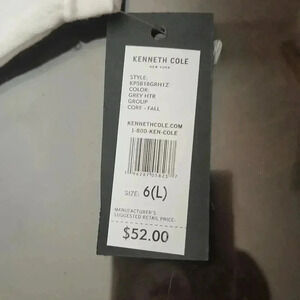 KENNETH COLE
NEW YORK
STYLE:
COLOR:
GREY HTR
GROUP
CORE - FALL
KENNETHCOLE.COM
1-800-KEN-COLE
SIZE: 6(L)
MANUFACTURER'S
SUGGESTED RETAIL PRICE:
$52.00